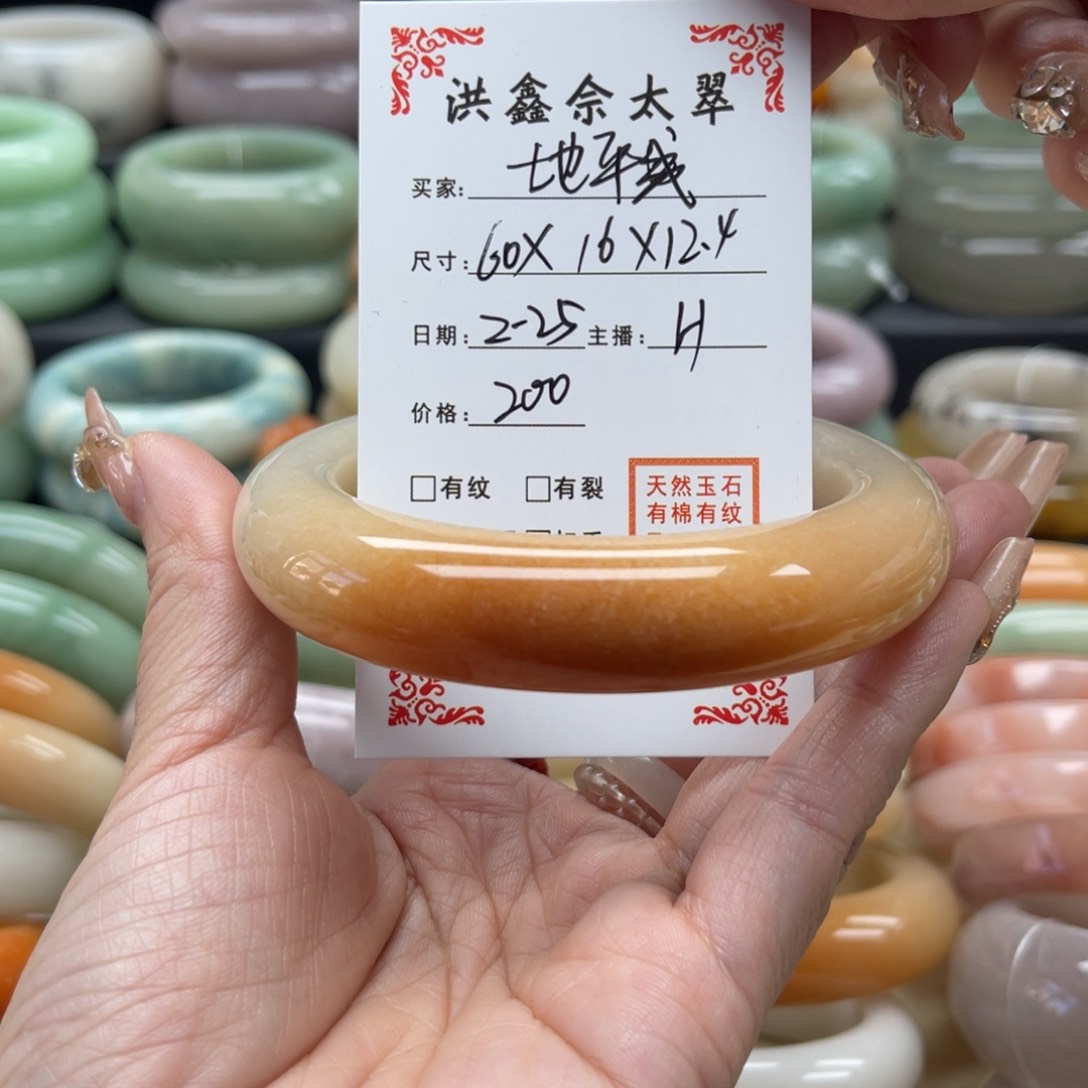 洪鑫佘太翠
买家: 地平线
尺寸: 60X 16X12.4
日期: 2-25 主播: H
价格: 200
□有纹 □有裂
天然玉石
有棉有纹